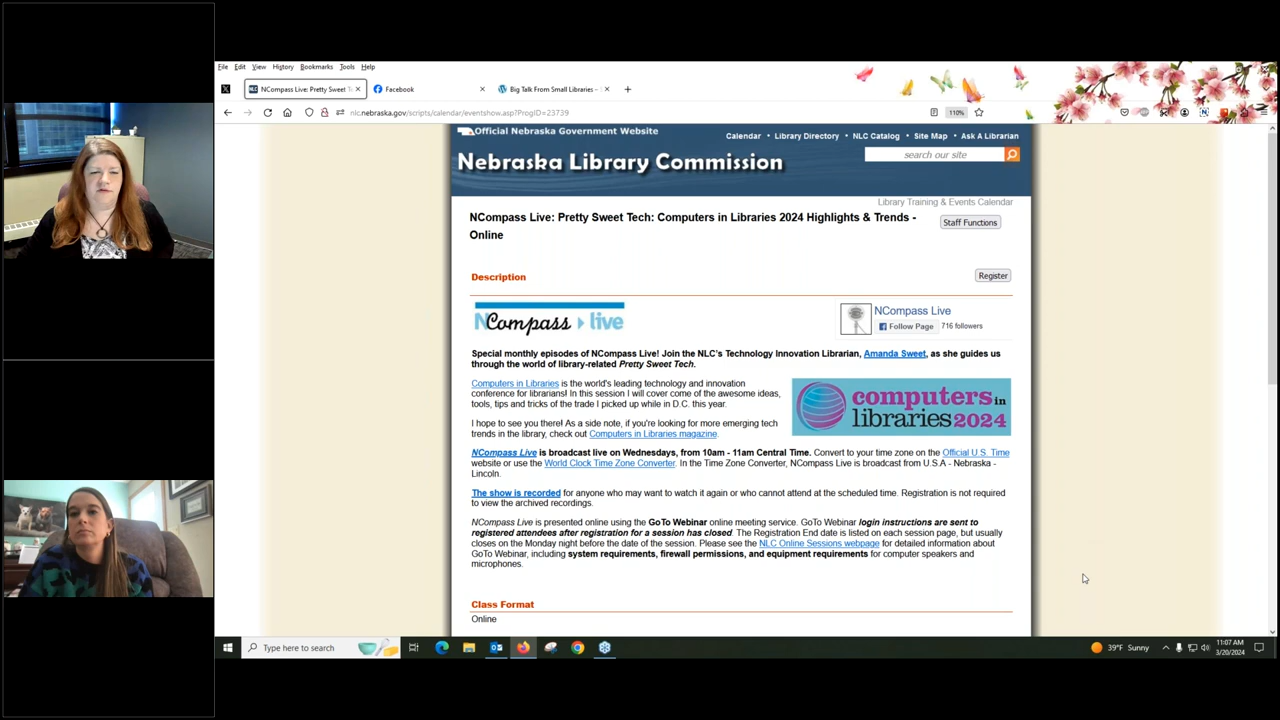 File Edit View History Bookmarks Tools Help
NCompass Live: Pretty Sweet Te
Facebook
Big Talk From Small Libraries –
nlc.nebraska.gov/scripts/calendar/eventshow.asp?ProgID=23739
110%
Official Nebraska Government Website
Calendar • Library Directory • NLC Catalog • Site Map • Ask A Librarian
Nebraska Library Commission
search our site
Library Training & Events Calendar
NCompass Live: Pretty Sweet Tech: Computers in Libraries 2024 Highlights & Trends -
Online
Staff Functions
Description
Register
NCompass live
NCompass Live
Follow Page 716 followers
Special monthly episodes of NCompass Live! Join the NLC's Technology Innovation Librarian, Amanda Sweet, as she guides us
through the world of library-related Pretty Sweet Tech.
Computers in Libraries is the world's leading technology and innovation
conference for librarians! In this session I will cover come of the awesome ideas,
tools, tips and tricks of the trade I picked up while in D.C. this year.
computers in
libraries 2024
I hope to see you there! As a side note, if you're looking for more emerging tech
trends in the library, check out Computers in Libraries magazine.
NCompass Live is broadcast live on Wednesdays, from 10am - 11am Central Time. Convert to your time zone on the Official U.S. Time
website or use the World Clock Time Zone Converter. In the Time Zone Converter, NCompass Live is broadcast from U.S.A - Nebraska -
Lincoln.
The show is recorded for anyone who may want to watch it again or who cannot attend at the scheduled time. Registration is not required
to view the archived recordings.
NCompass Live is presented online using the GoTo Webinar online meeting service. GoTo Webinar login instructions are sent to
registered attendees after registration for a session has closed. The Registration End date is listed on each session page, but usually
closes on the Monday night before the date of the session. Please see the NLC Online Sessions webpage for detailed information about
GoTo Webinar, including system requirements, firewall permissions, and equipment requirements for computer speakers and
microphones.
Class Format
Online
Type here to search
39°F Sunny
11:07 AM
3/20/2024